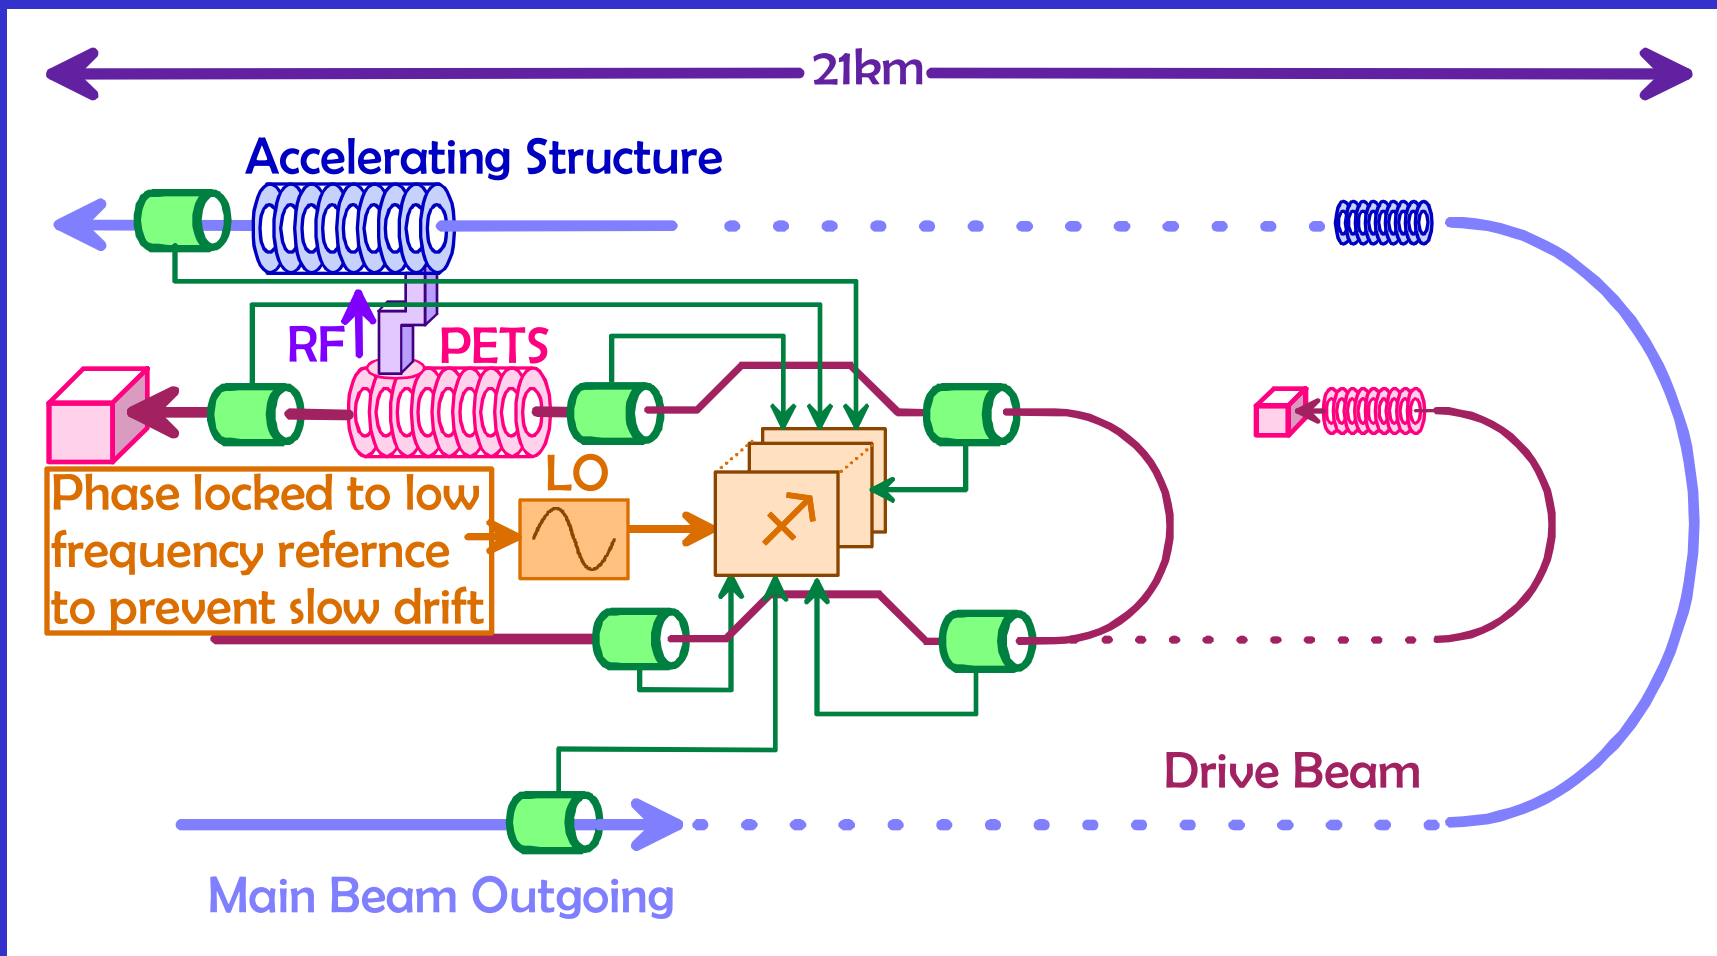 21km
Accelerating Structure
RF
PETS
LO
Phase locked to low
frequency refernce
to prevent slow drift
Drive Beam
Main Beam Outgoing